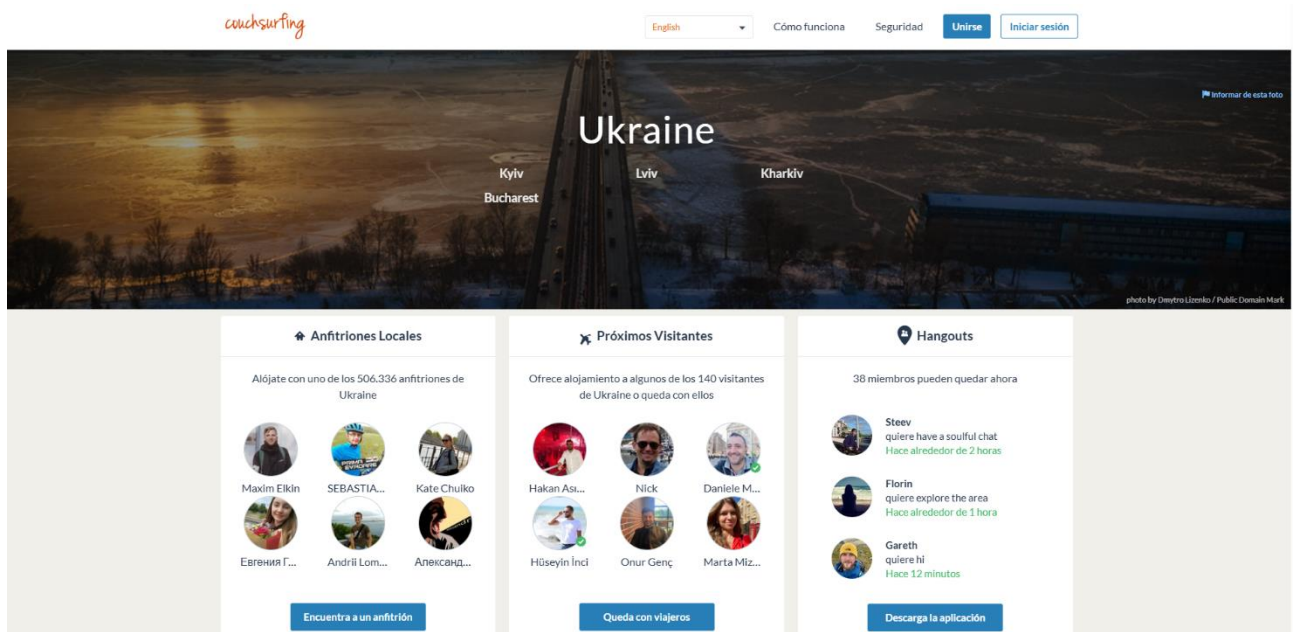 couchsurfing
English
Cómo funciona
Seguridad
Unirse
Iniciar sesión
Informar de esta foto
Ukraine
Kyiv
Lviv
Kharkiv
Bucharest
photo by Dmytro Lizenko / Public Domain Mark
Anfitriones Locales
Alójate con uno de los 506.336 anfitriones de
Ukraine
Maxim Elkin
SEBASTIA...
Kate Chulko
Евгения Г...
Andrii Lom...
Александ...
Encuentra a un anfitrión
Próximos Visitantes
Ofrece alojamiento a algunos de los 140 visitantes
de Ukraine o queda con ellos
Hakan Ası...
Nick
Daniele M...
Hüseyin İnci
Onur Genç
Marta Miz...
Queda con viajeros
Hangouts
38 miembros pueden quedar ahora
Steev
quiere have a soulful chat
Hace alrededor de 2 horas
Florin
quiere explore the area
Hace alrededor de 1 hora
Gareth
quiere hi
Hace 12 minutos
Descarga la aplicación